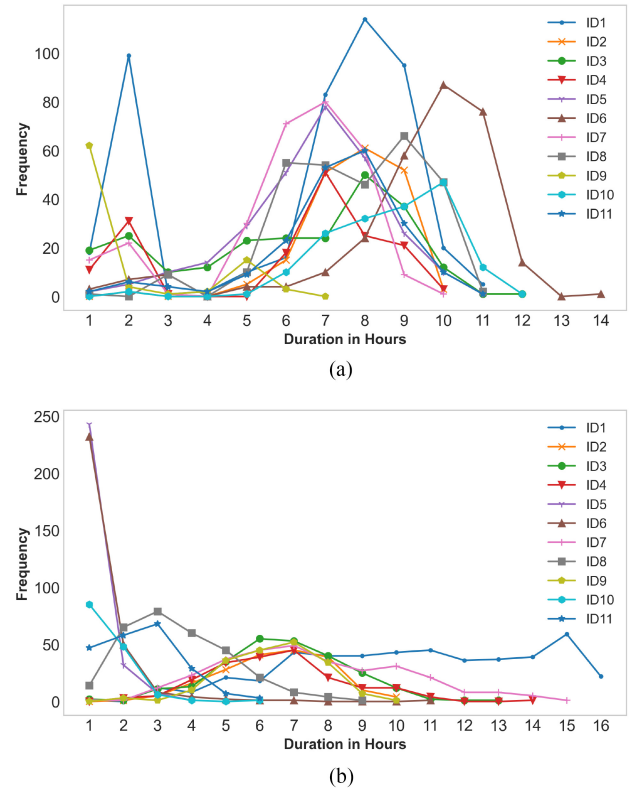 100
80
60
40
20
0
Frequency
ID1
ID2
ID3
ID4
ID5
ID6
ID7
ID8
ID9
ID10
ID11
1 2 3 4 5 6 7 8 9 10 11 12 13 14
Duration in Hours
(a)
250
200
150
100
50
0
Frequency
ID1
ID2
ID3
ID4
ID5
ID6
ID7
ID8
ID9
ID10
ID11
1 2 3 4 5 6 7 8 9 10 11 12 13 14 15 16
Duration in Hours
(b)